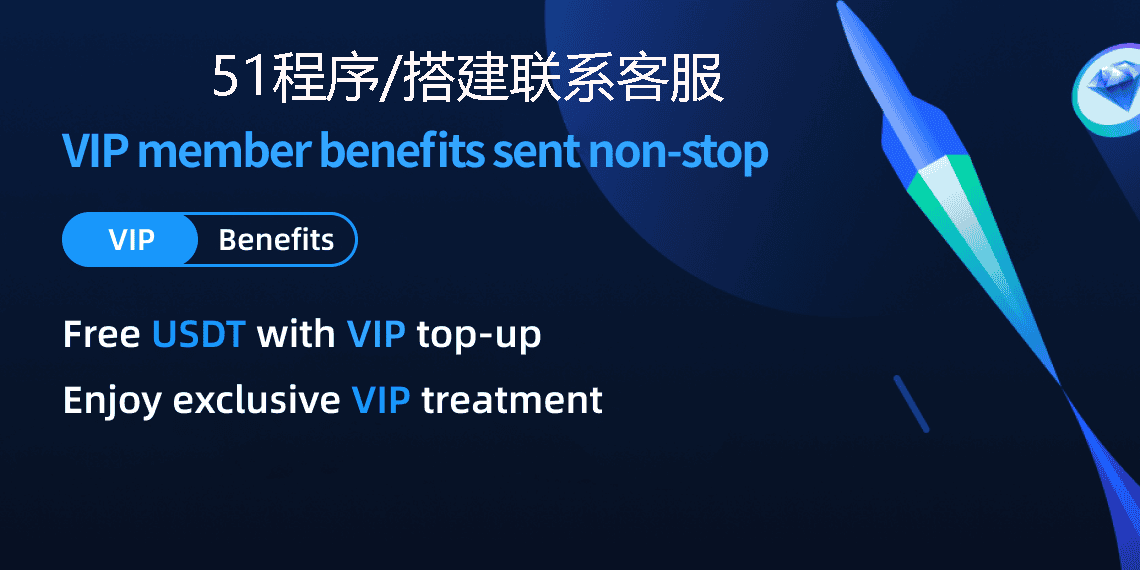 51程序/搭建联系客服
VIP member benefits sent non-stop
VIP Benefits
Free USDT with VIP top-up
Enjoy exclusive VIP treatment